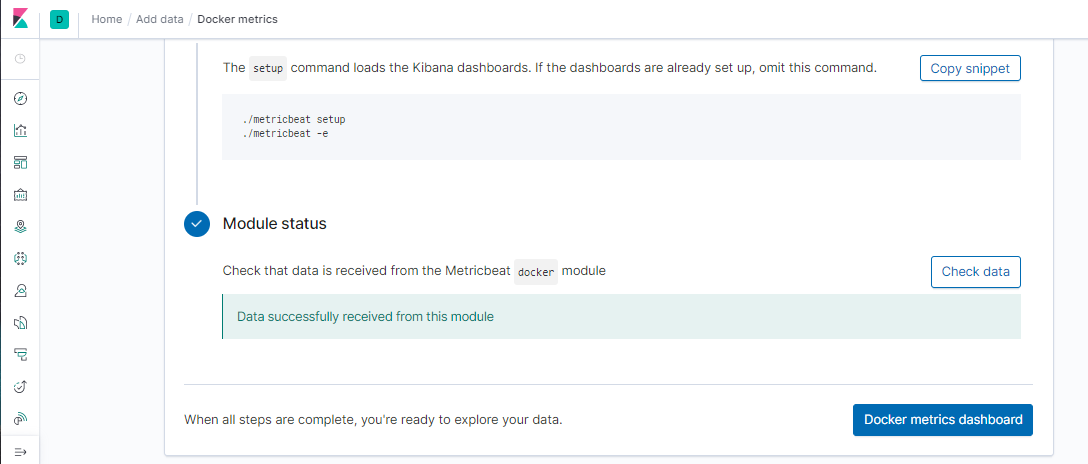 D
Home / Add data / Docker metrics
The setup command loads the Kibana dashboards. If the dashboards are already set up, omit this command.
Copy snippet
./metricbeat setup
./metricbeat -e
Module status
Check that data is received from the Metricbeat docker module
Check data
Data successfully received from this module
When all steps are complete, you're ready to explore your data.
Docker metrics dashboard